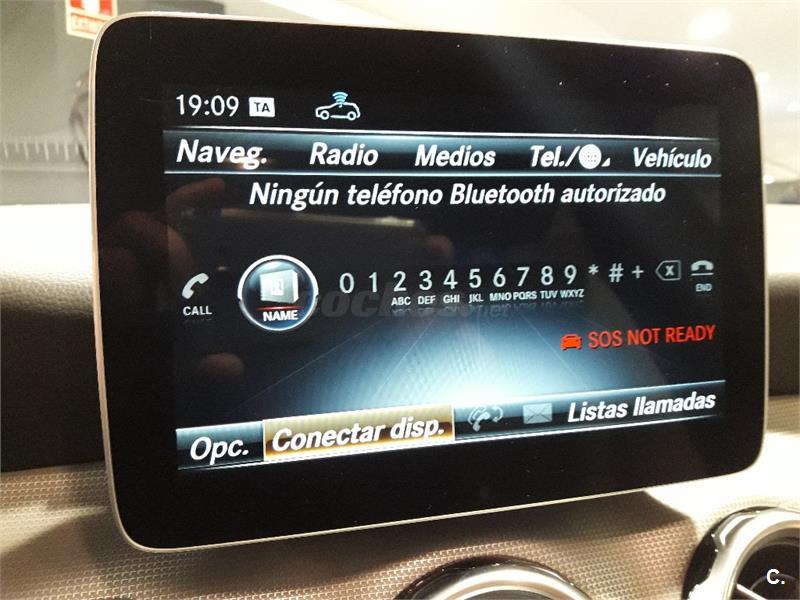 19:09 TA
Naveg. Radio Medios Tel./ Vehículo
Ningún teléfono Bluetooth autorizado
CALL NAME 0 1 2 3 4 5 6 7 8 9 * # + X END
ABC DEF GHI JKL MNO PQRS TUV WXYZ
SOS NOT READY
Opc. Conectar disp. Listas llamadas
coches.net
C.